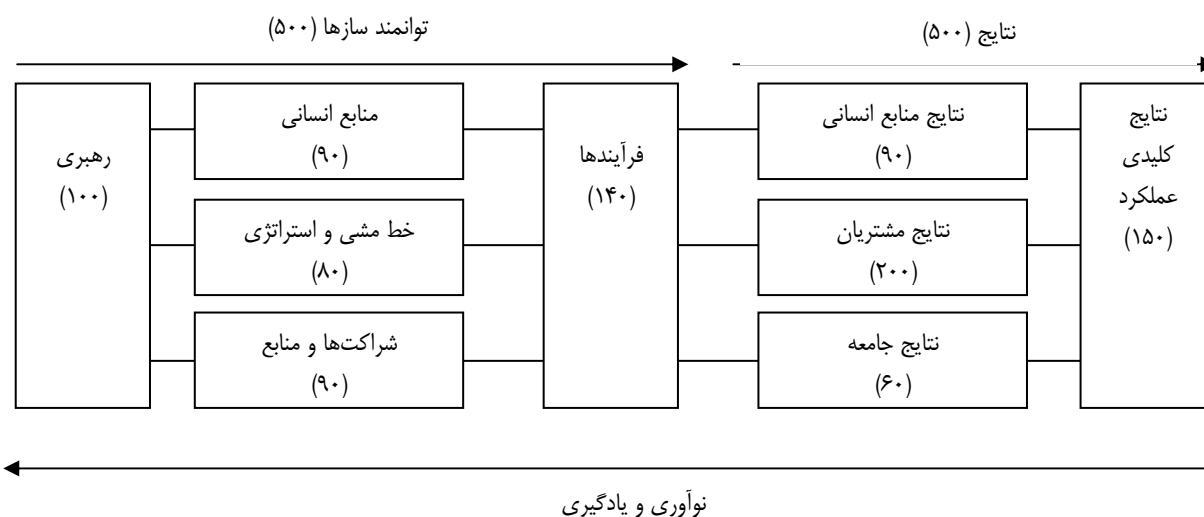 توانمند سازها (۵۰۰)
نتایج (۵۰۰)
رهبری
(۱۰۰)
منابع انسانی
(۹۰)
خط مشی و استراتژی
(۸۰)
شراکت‌ها و منابع
(۹۰)
فرآیندها
(۱۴۰)
نتایج منابع انسانی
(۹۰)
نتایج مشتریان
(۲۰۰)
نتایج جامعه
(۶۰)
نتایج
کلیدی
عملکرد
(۱۵۰)
نوآوری و یادگیری